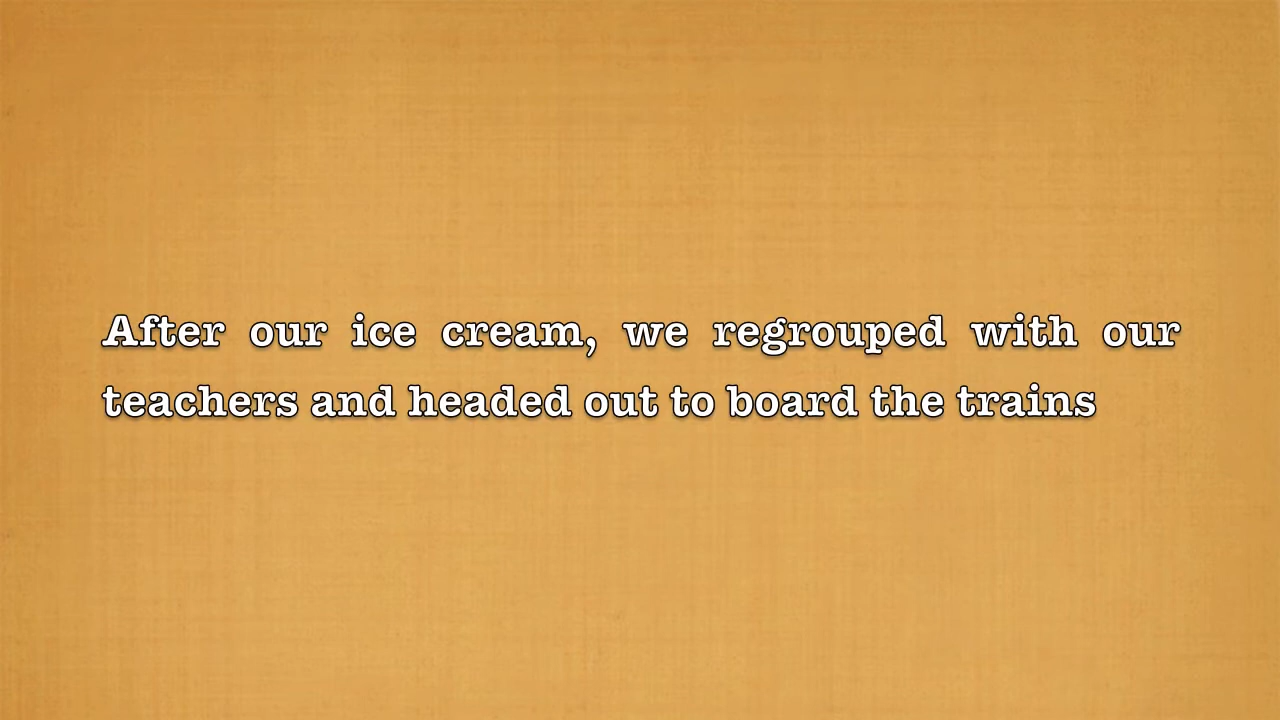 After our ice cream, we regrouped with our
teachers and headed out to board the trains